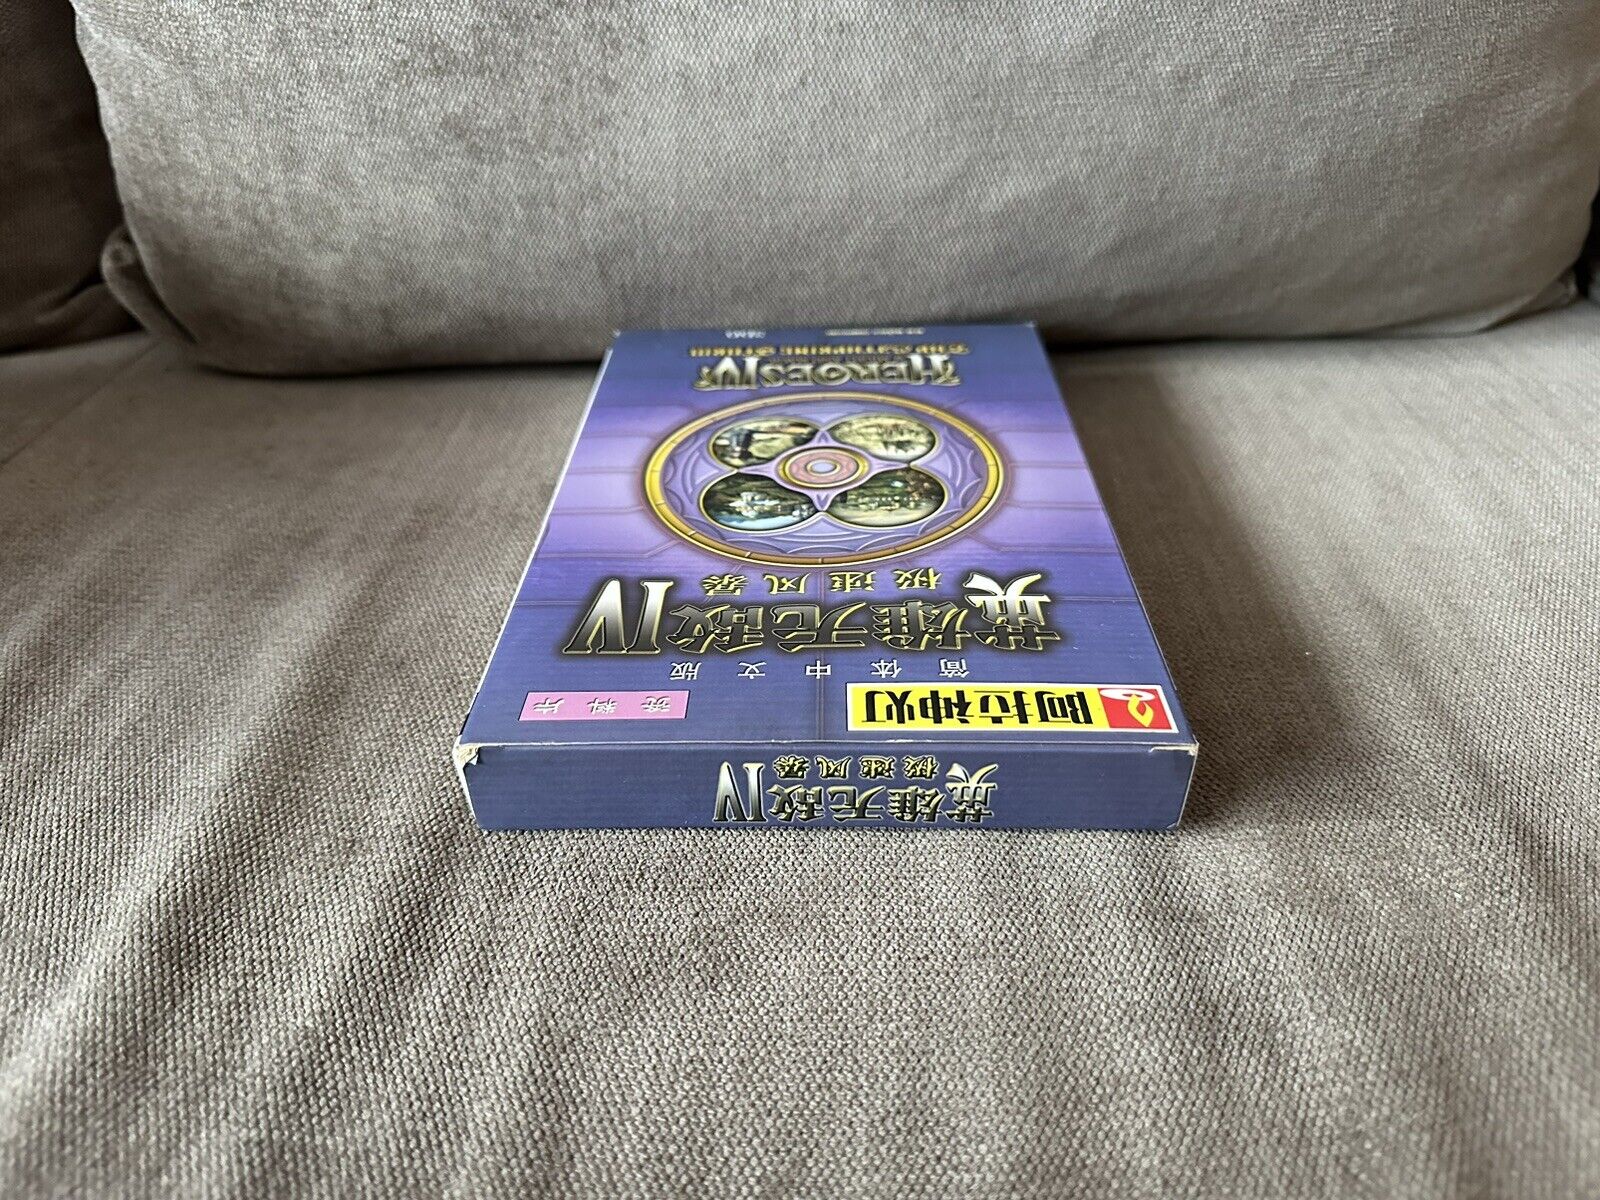 英雄无敌IV
极速风暴
阿拉神灯
资料片
简体中文版
英雄无敌IV
极速风暴
HEROES IV
THE GATHERING STORM